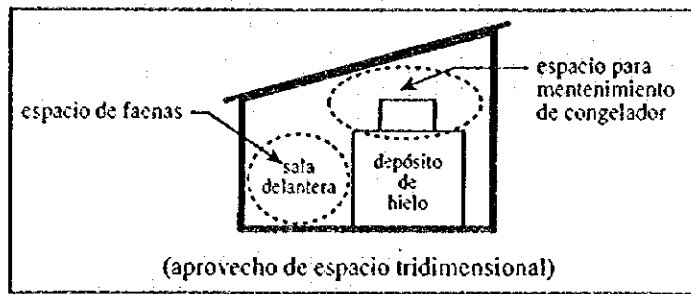 espacio de faenas
sala
delantera
depósito
de
hielo
espacio para
mentenimiento
de congelador
(aprovecho de espacio tridimensional)